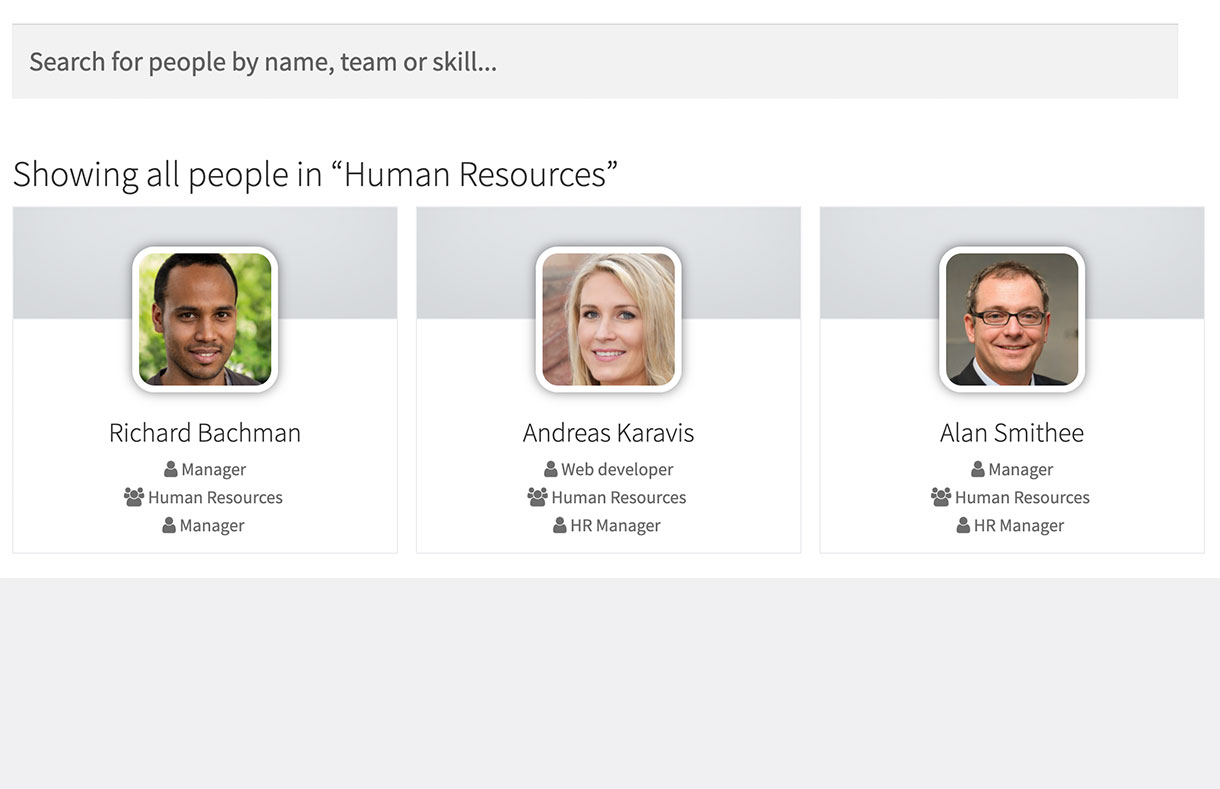 Search for people by name, team or skill...
Showing all people in “Human Resources”
Richard Bachman
Manager
Human Resources
Manager
Andreas Karavis
Web developer
Human Resources
HR Manager
Alan Smithee
Manager
Human Resources
HR Manager